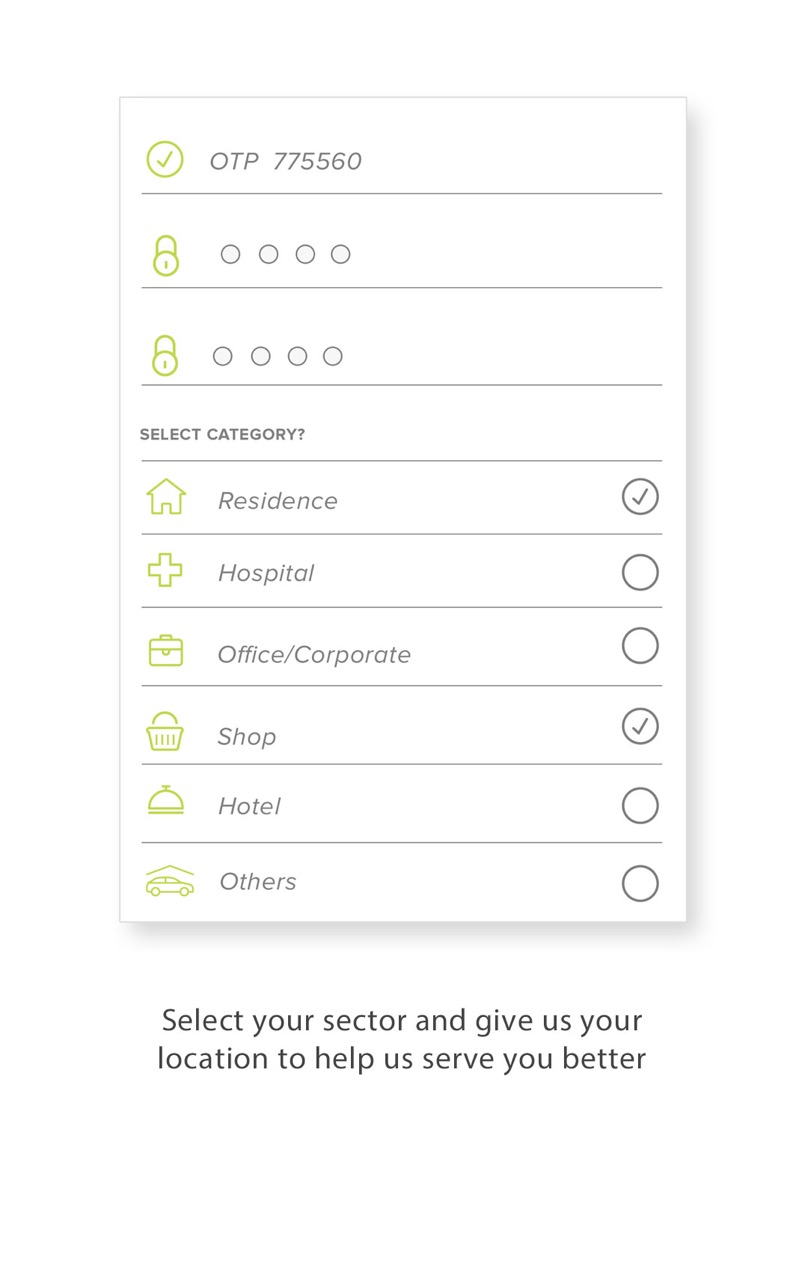 OTP 775560
SELECT CATEGORY?
Residence
Hospital
Office/Corporate
Shop
Hotel
Others
Select your sector and give us your
location to help us serve you better